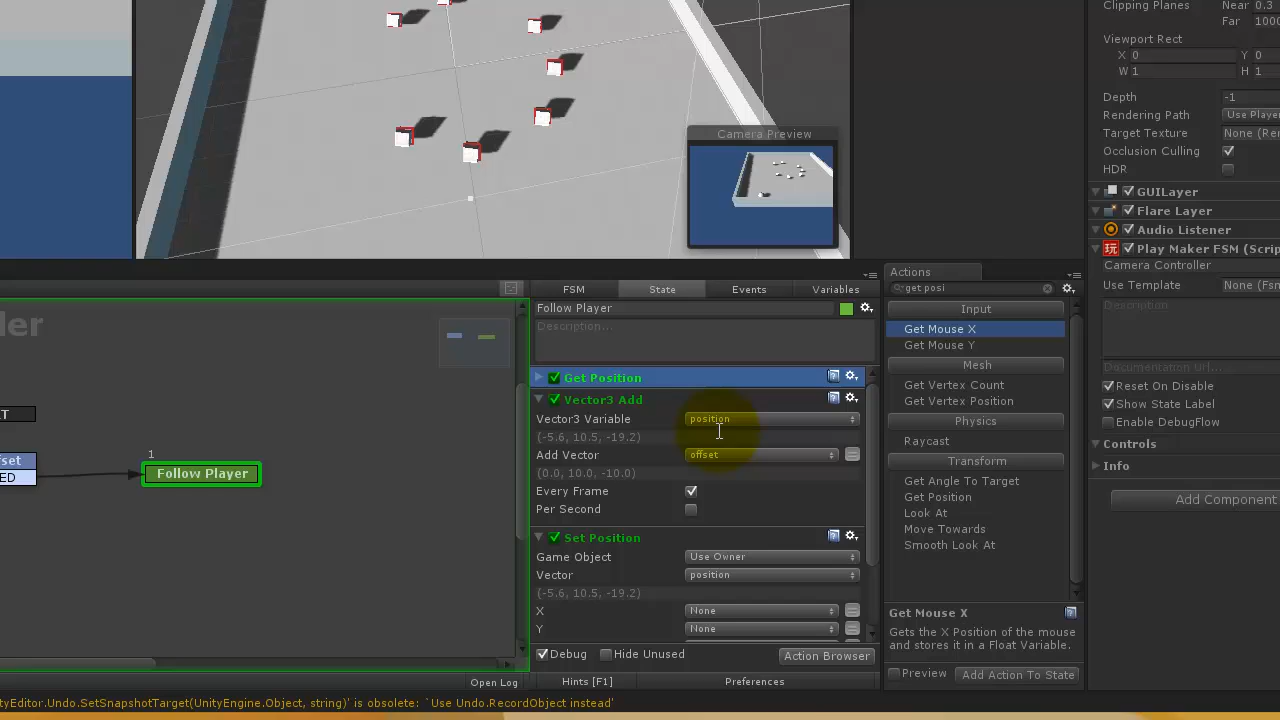 Clipping Planes Near 0.3
Far 1000
Viewport Rect
X 0 Y 0
W 1 H 1
Depth -1
Rendering Path Use Player
Target Texture None (Re
Occlusion Culling
HDR
GUILayer
Flare Layer
Audio Listener
Play Maker FSM (Scrip
Camera Controller
Use Template None (Fsm
Description
Documentation Url...
Reset On Disable
Show State Label
Enable DebugFlow
Controls
Info
Add Component
Camera Preview
ler
T
fset
ED
1
Follow Player
Open Log
FSM State Events Variables
Follow Player
Description...
Get Position
Vector3 Add
Vector3 Variable position
{-5.6, 10.5, -19.2}
Add Vector offset
{0.0, 10.0, -10.0}
Every Frame
Per Second
Set Position
Game Object Use Owner
Vector position
{-5.6, 10.5, -19.2}
X None
Y None
Debug Hide Unused Action Browser
Hints [F1] Preferences
Actions
get posi
Input
Get Mouse X
Get Mouse Y
Mesh
Get Vertex Count
Get Vertex Position
Physics
Raycast
Transform
Get Angle To Target
Get Position
Look At
Move Towards
Smooth Look At
Get Mouse X
Gets the X Position of the mouse
and stores it in a Float Variable.
Preview Add Action To State
ityEditor.Undo.SetSnapshotTarget(UnityEngine.Object, string)' is obsolete: `Use Undo.RecordObject instead'